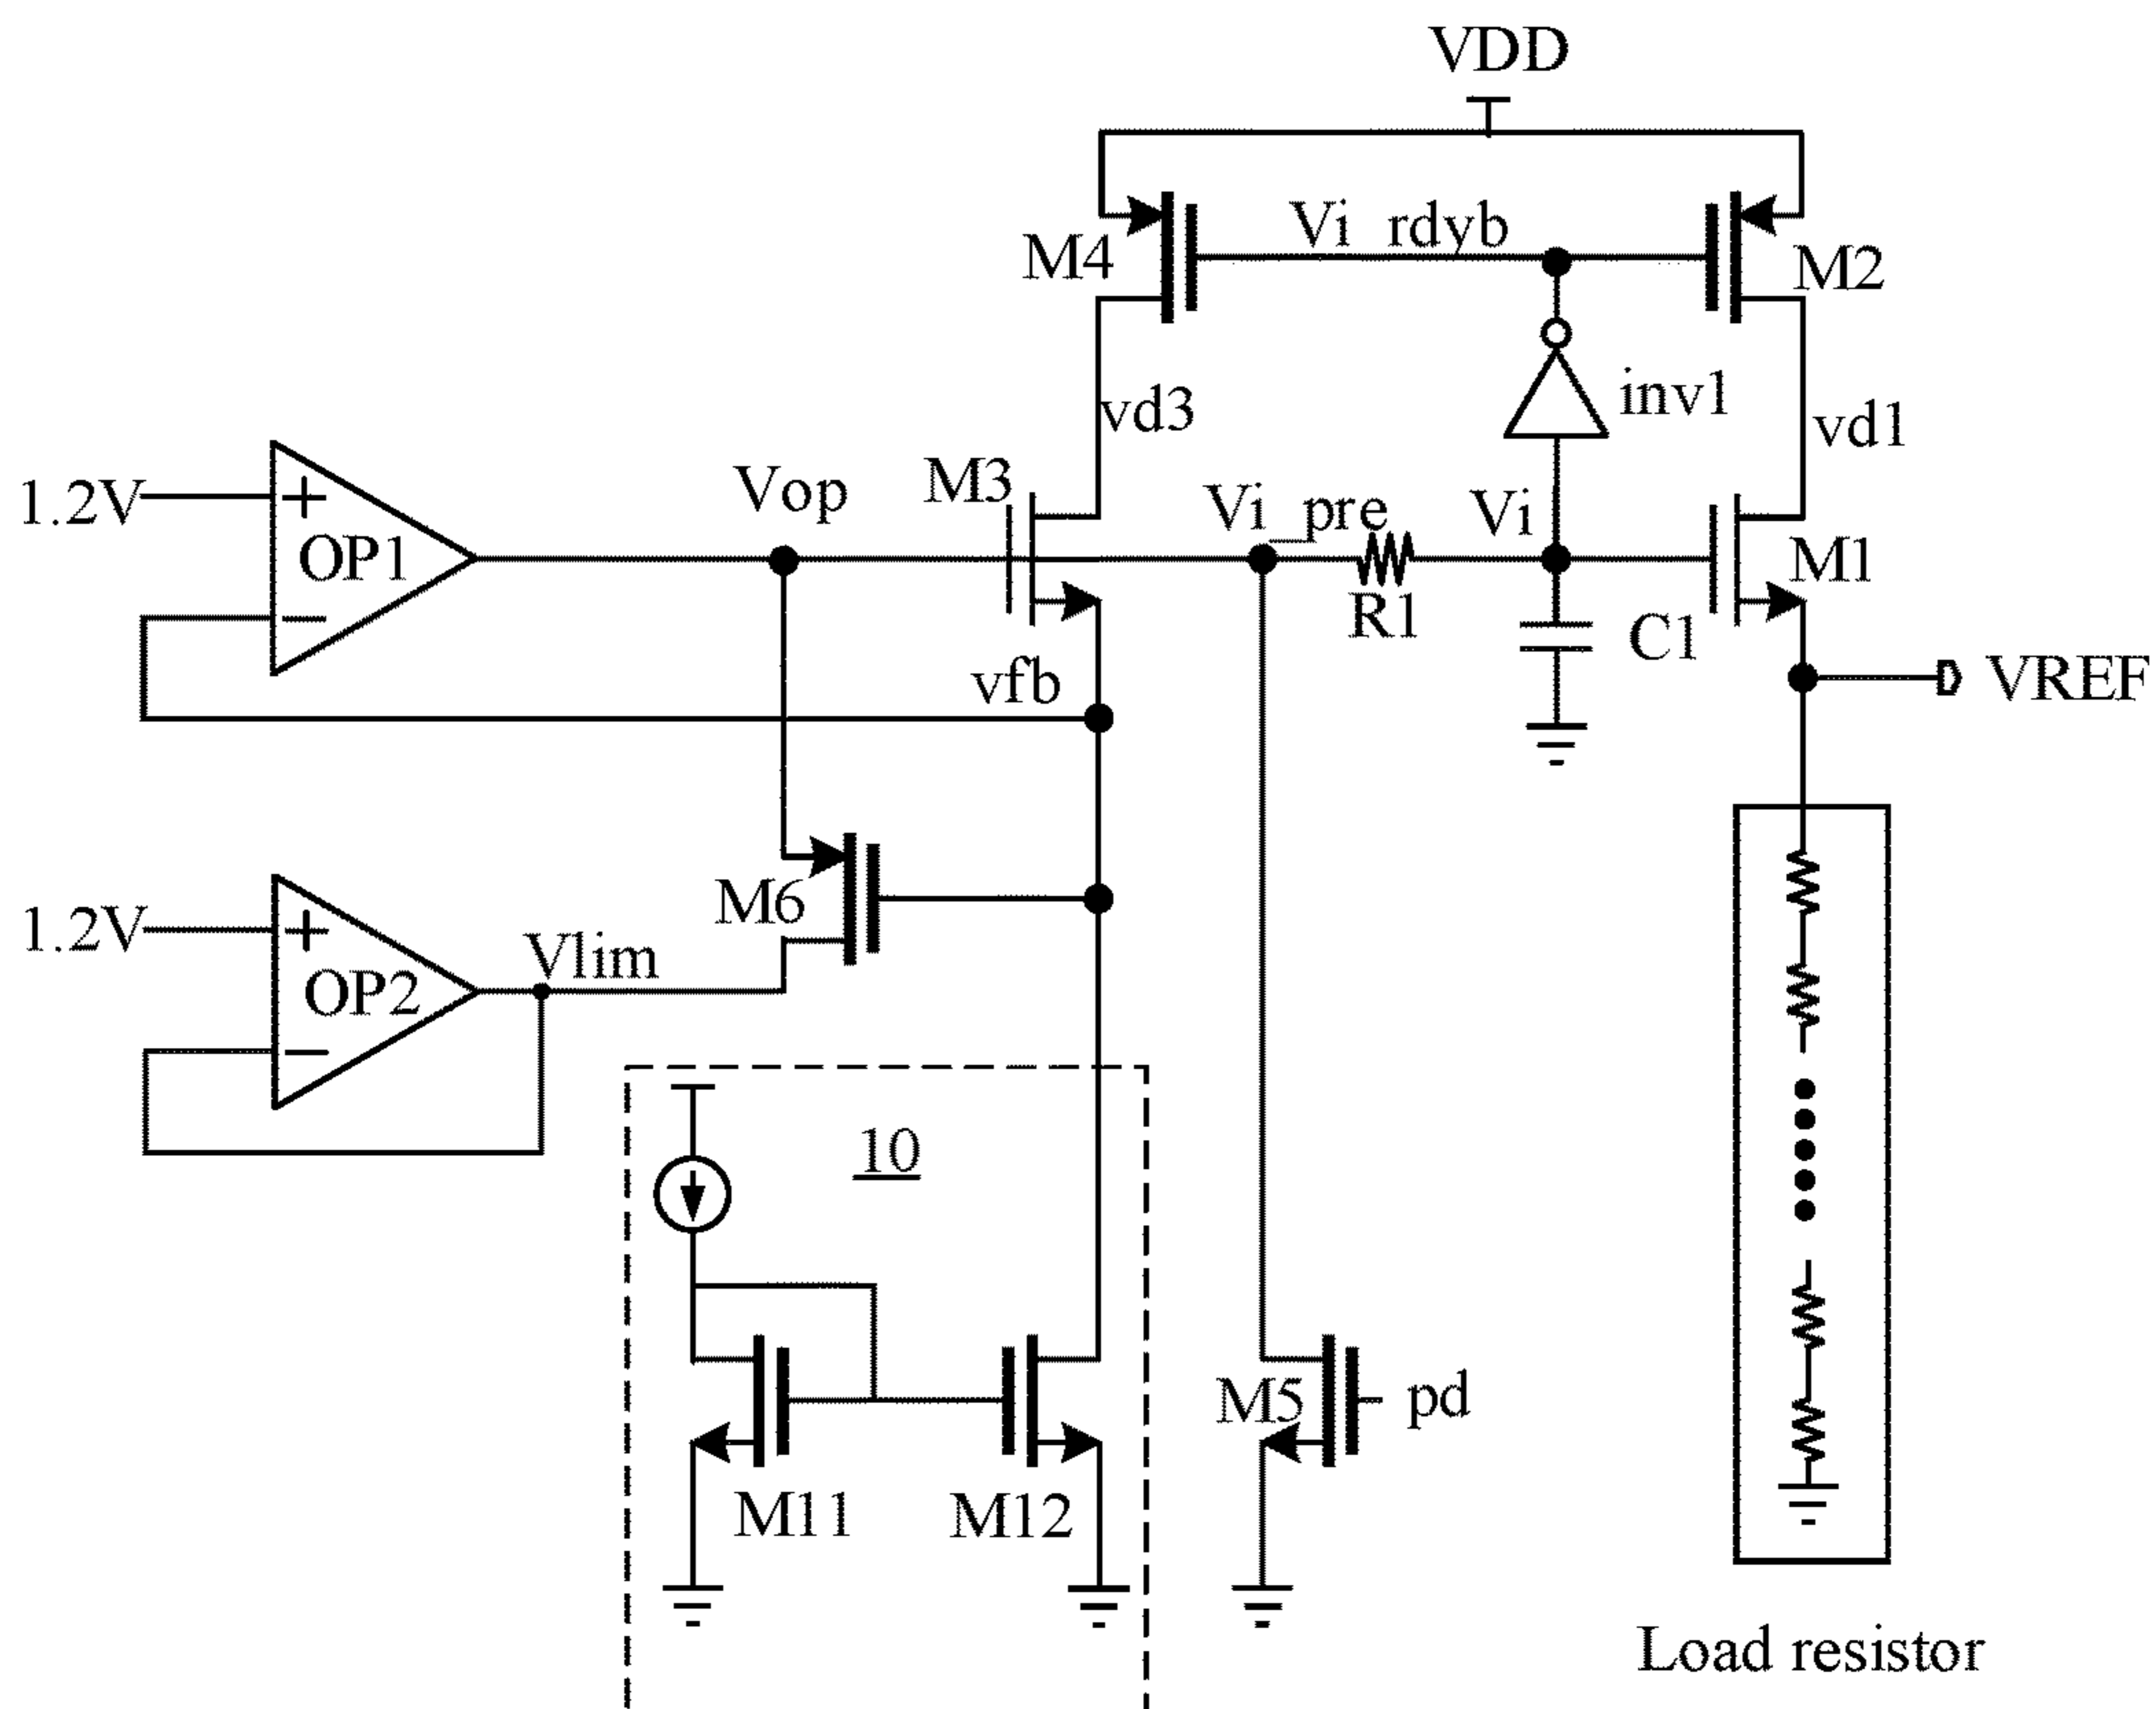 VDD
Vi_rdyb
M4
M2
vd3
inv1
vd1
1.2V
+
OP1
−
Vop
M3
Vi_pre
Vi
M1
R1
C1
vfb
VREF
1.2V
+
OP2
−
Vlim
M6
10
M5
pd
M11
M12
Load resistor